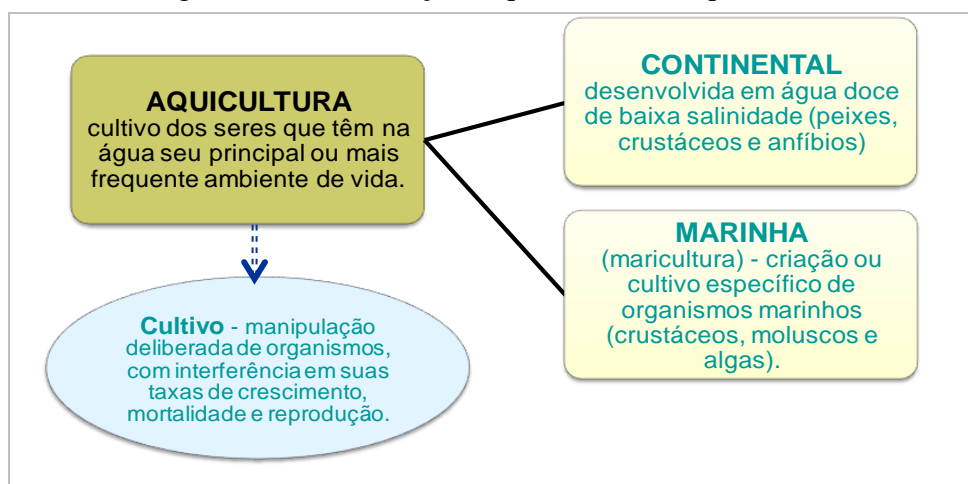 AQUICULTURA
cultivo dos seres que têm na
água seu principal ou mais
frequente ambiente de vida.
CONTINENTAL
desenvolvida em água doce
de baixa salinidade (peixes,
crustáceos e anfíbios)
MARINHA
(maricultura) - criação ou
cultivo específico de
organismos marinhos
(crustáceos, moluscos e
algas).
Cultivo - manipulação
deliberada de organismos,
com interferência em suas
taxas de crescimento,
mortalidade e reprodução.